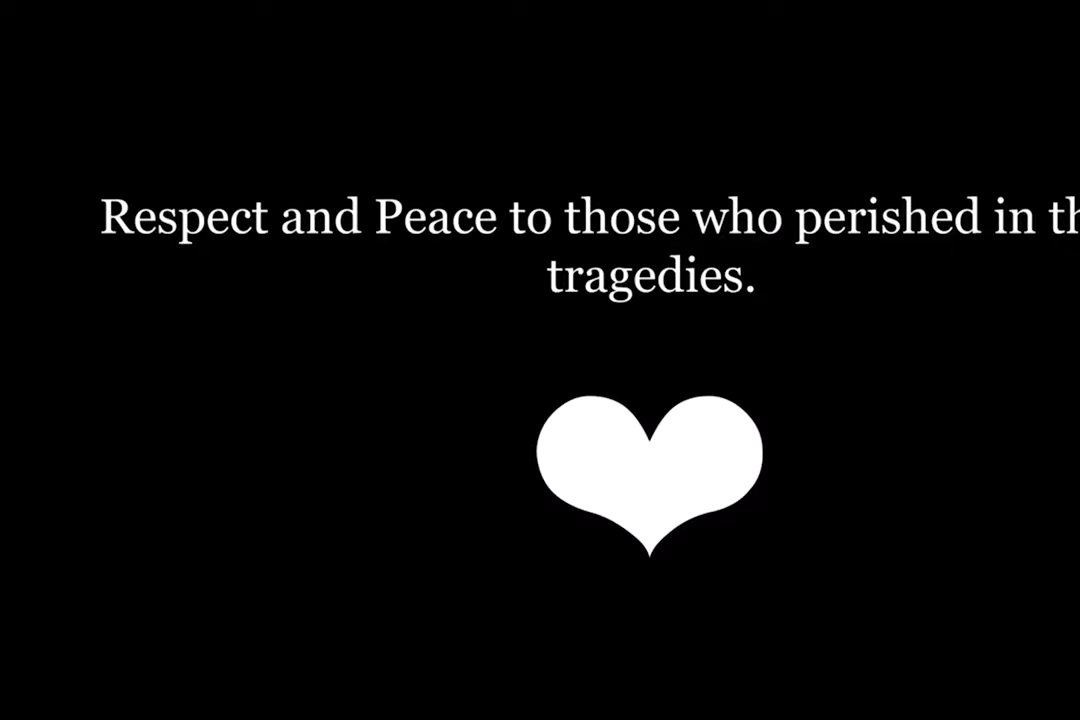 Respect and Peace to those who perished in th
tragedies.